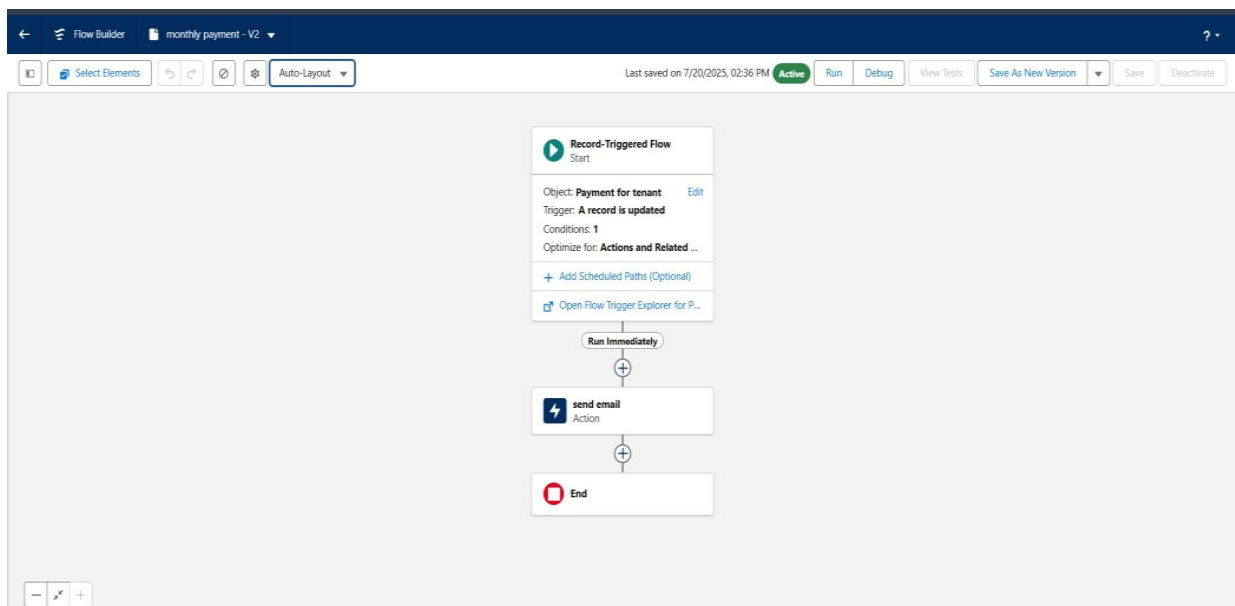 Flow Builder monthly payment - V2 ?
Select Elements Auto-Layout Last saved on 7/20/2025, 02:36 PM Active Run Debug View Tests Save As New Version Save Deactivate
Record-Triggered Flow
Start
Object: Payment for tenant Edit
Trigger: A record is updated
Conditions: 1
Optimize for: Actions and Related ...
+ Add Scheduled Paths (Optional)
Open Flow Trigger Explorer for P...
Run Immediately
send email
Action
End